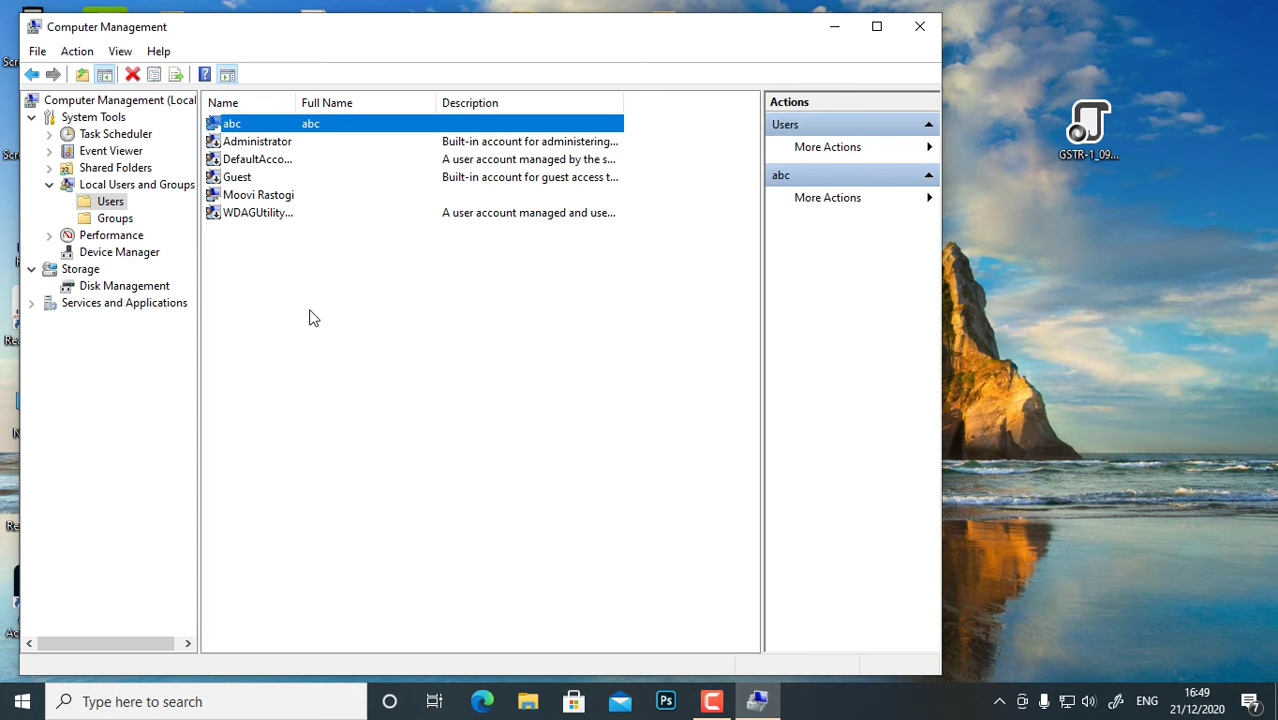 Computer Management
File Action View Help
Computer Management (Local
System Tools
Task Scheduler
Event Viewer
Shared Folders
Local Users and Groups
Users
Groups
Performance
Device Manager
Storage
Disk Management
Services and Applications
Name Full Name Description
abc abc
Administrator Built-in account for administering...
DefaultAcco... A user account managed by the s...
Guest Built-in account for guest access t...
Moovi Rastogi
WDAGUtility... A user account managed and use...
Actions
Users
More Actions
abc
More Actions
GSTR-1_09...
Type here to search
Ps
ENG
16:49
21/12/2020
7